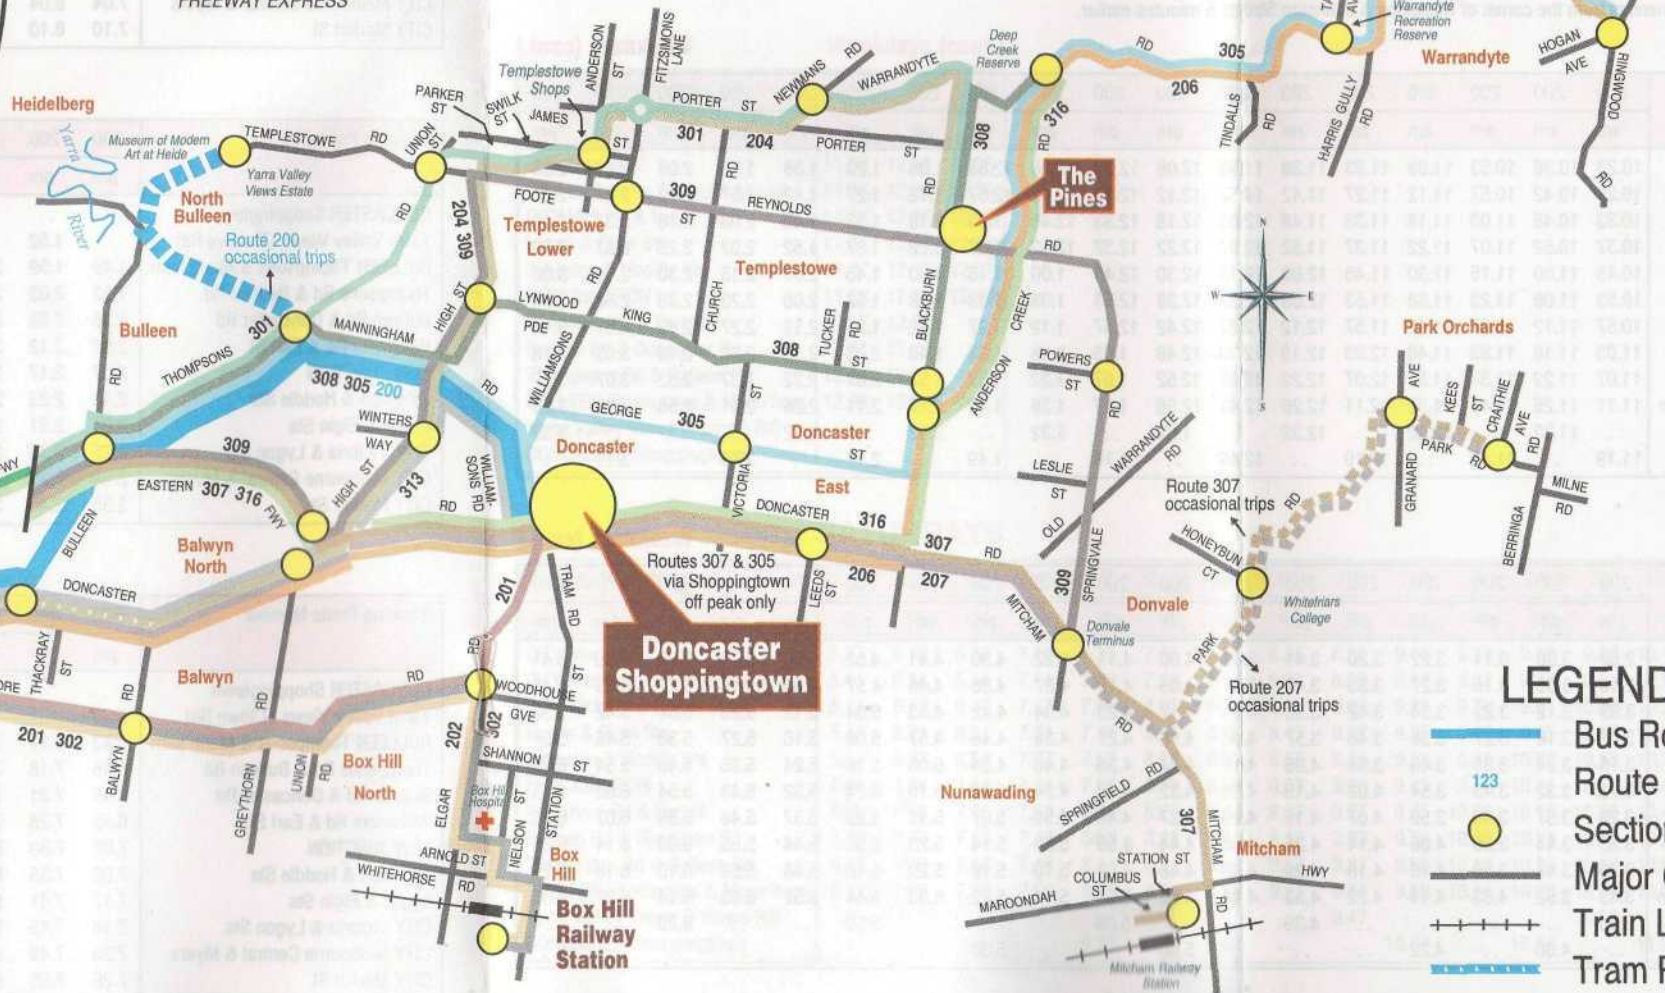 FREEWAY EXPRESS
Heidelberg
Yarra
River
Museum of Modern
Art at Heide
TEMPLESTOWE
RD
Yarra Valley
Views Estate
North
Bulleen
Route 200
occasional trips
Bulleen
RD
THOMPSONS
301
MANNINGHAM
RD
308 305 200
309
EASTERN
307 316
FWY
BULLEEN
WY
PARKER
ST
SWILK
ST
UNION
ST
RD
Templestowe
Shops
JAMES
ST
ANDERSON
ST
FITZSIMONS
LANE
PORTER
ST
301
204
NEWMANS
RD
WARRANDYTE
PORTER
ST
FOOTE
ST
309
REYNOLDS
RD
204 309
HIGH
ST
Templestowe
Lower
Templestowe
RD
WILLIAMSONS
CHURCH
RD
LYNWOOD
PDE
KING
ST
308
TUCKER
RD
BLACKBURN
RD
308
Deep
Creek
Reserve
316
RD
CREEK
ANDERSON
The
Pines
RD
305
206
TINDALLS
RD
HARRIS GULLY
RD
Warrandyte
Recreation
Reserve
Warrandyte
HOGAN
AVE
RINGWOOD
RD
N
W
E
S
WINTERS
WAY
HIGH
ST
313
WILLIAM-
SONS RD
GEORGE
305
ST
Doncaster
Doncaster
East
VICTORIA
ST
DONCASTER
316
307
RD
206
207
LEEDS
ST
RD
Routes 307 & 305
via Shoppingtown
off peak only
Doncaster
Shoppingtown
TRAM RD
201
RD
POWERS
ST
RD
LESLIE
ST
OLD
WARRANDYTE
RD
309
SPRINGVALE
MITCHAM
RD
Donvale
Terminus
Donvale
Park Orchards
GRANARD
AVE
KEES
ST
CRAITHIE
AVE
PARK
RD
RD
BERRINGA
MILNE
RD
Route 307
occasional trips
RD
HONEYBUN
CT
Whitefriars
College
PARK
Route 207
occasional trips
Balwyn
North
DONCASTER
THACKRAY
ST
RD
BALWYN
Balwyn
RD
GREYTHORN
RD
UNION
RD
ORE
201 302
Box Hill
North
WOODHOUSE
GVE
ST
202
302
ELGAR
SHANNON
ST
Box Hill
Hospital
NELSON
ST
STATION
ARNOLD ST
WHITEHORSE
RD
Box
Hill
Box Hill
Railway
Station
Nunawading
SPRINGFIELD
RD
307
MITCHAM
RD
Mitcham
STATION ST
COLUMBUS
ST
MAROONDAH
HWY
Mitcham Railway
Station
LEGEND
Bus Ro
123
Route
Section
Major
Train L
Tram